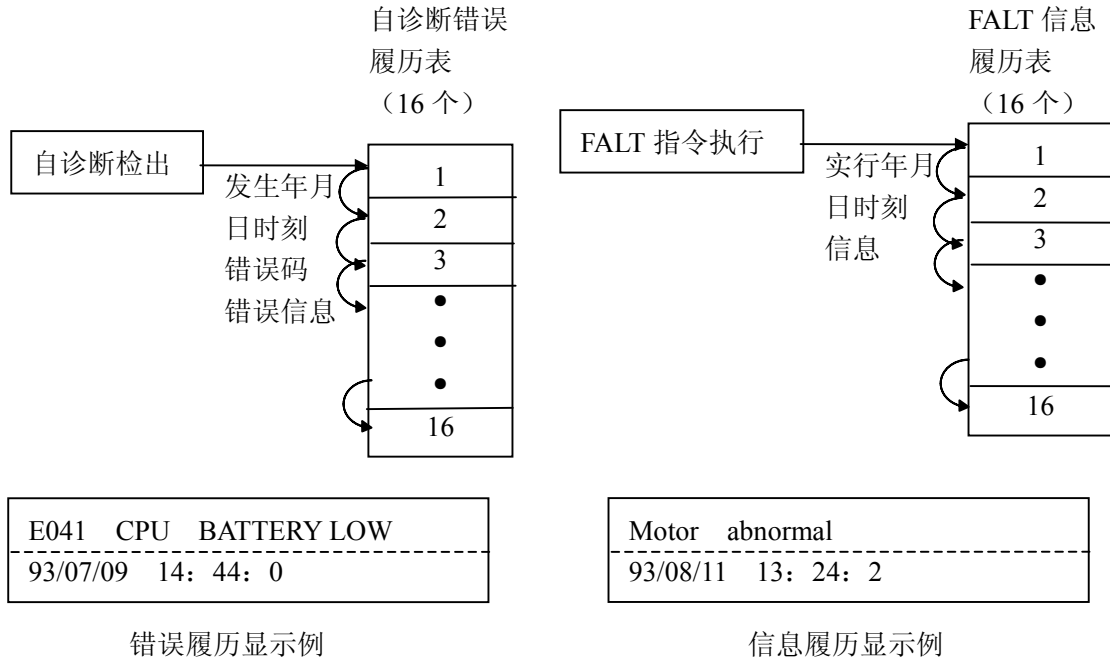 自诊断错误
履历表
（16 个）
自诊断检出
发生年月
日时刻
错误码
错误信息
1
2
3
16
FALT 信息
履历表
（16 个）
FALT 指令执行
实行年月
日时刻
信息
1
2
3
16
E041 CPU BATTERY LOW
93/07/09 14：44：0
错误履历显示例
Motor abnormal
93/08/11 13：24：2
信息履历显示例